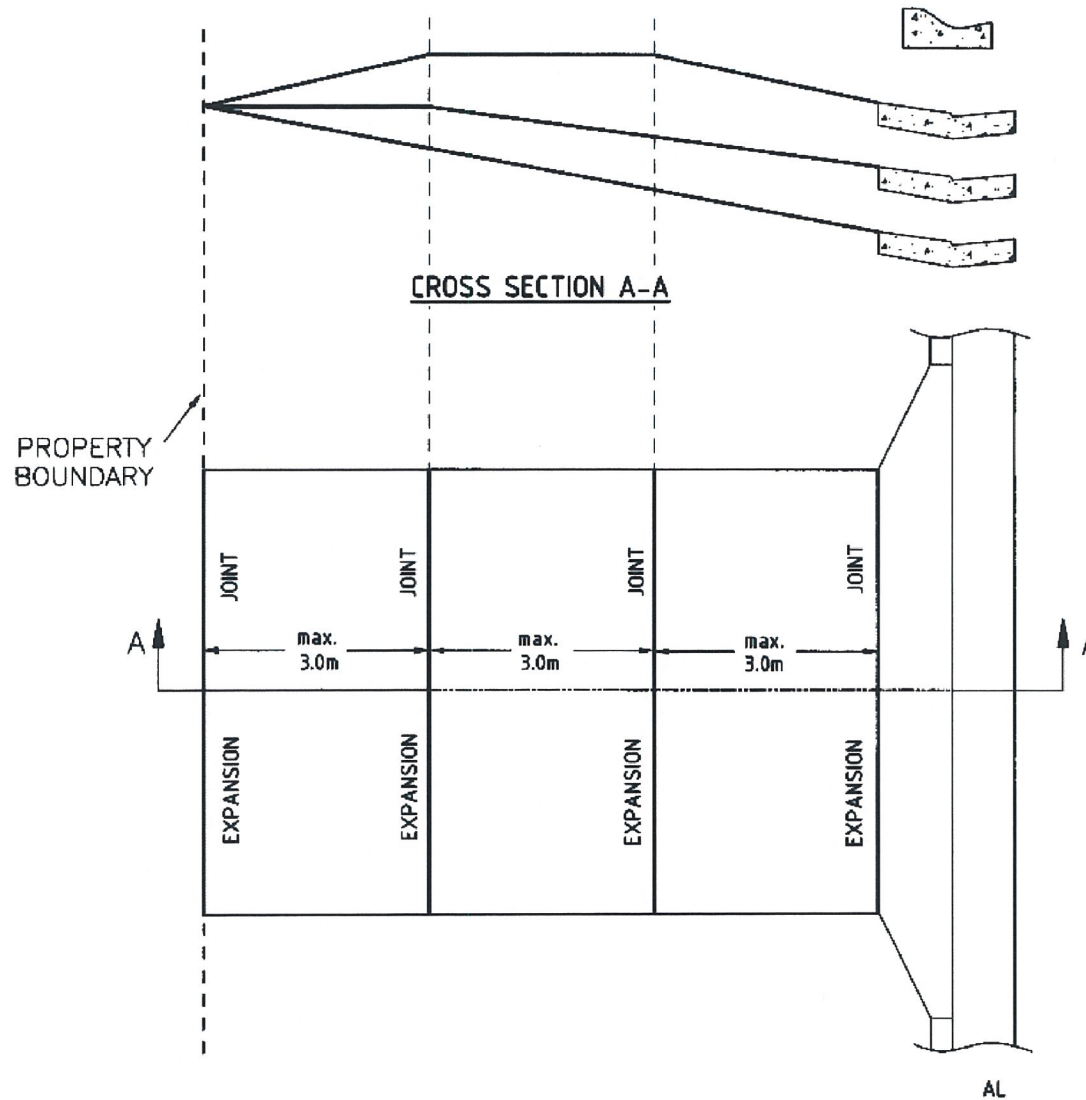 CROSS SECTION A-A
PROPERTY
BOUNDARY
JOINT
JOINT
JOINT
JOINT
A
max.
3.0m
max.
3.0m
max.
3.0m
A
EXPANSION
EXPANSION
EXPANSION
EXPANSION
AL